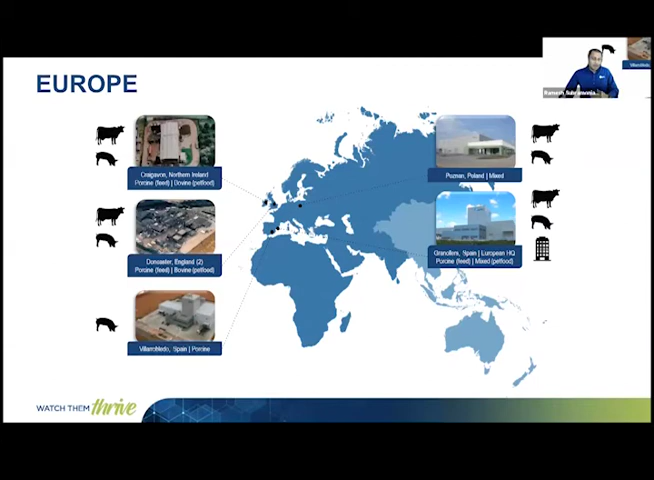 EUROPE
Craigavon, Northern Ireland
Porcine (feed) | Bovine (petfood)
Doncaster, England (2)
Porcine (feed) | Bovine (petfood)
Villarrobledo, Spain | Porcine
Poznan, Poland | Mixed
Granollers, Spain | European HQ
Porcine (feed) | Mixed (petfood)
WATCH THEM thrive